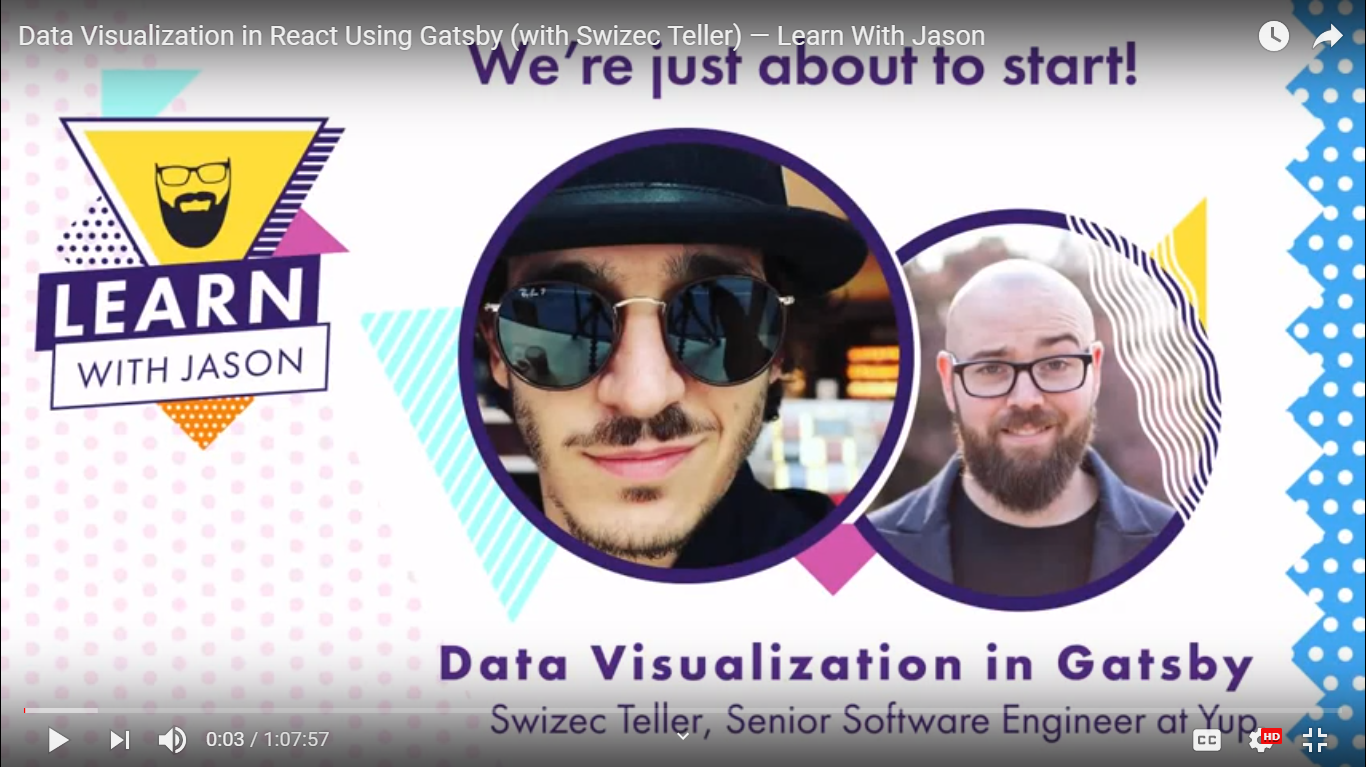 Data Visualization in React Using Gatsby (with Swizec Teller) — Learn With Jason
We're just about to start!
LEARN
WITH JASON
Ray-Ban
Data Visualization in Gatsby
Swizec Teller, Senior Software Engineer at Yup
0:03 / 1:07:57
CC
HD